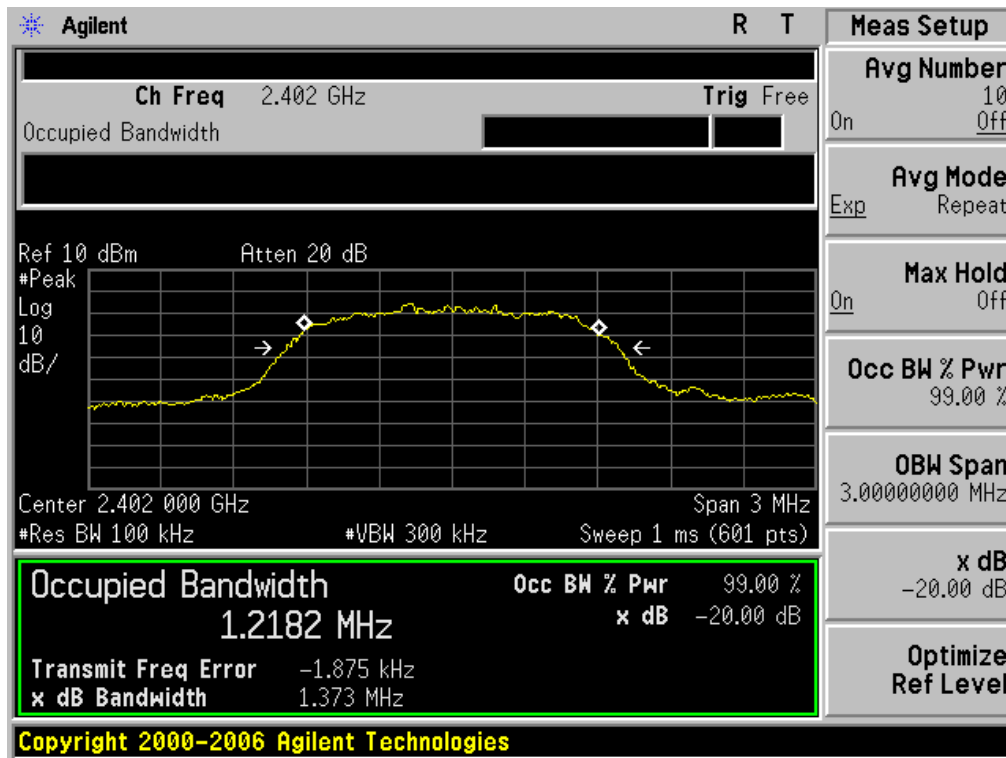 Agilent R T
Ch Freq 2.402 GHz Trig Free
Occupied Bandwidth
Ref 10 dBm Atten 20 dB
#Peak
Log
10
dB/
Center 2.402 000 GHz Span 3 MHz
#Res BW 100 kHz #VBW 300 kHz Sweep 1 ms (601 pts)
Occupied Bandwidth Occ BW % Pwr 99.00 %
1.2182 MHz x dB -20.00 dB
Transmit Freq Error -1.875 kHz
x dB Bandwidth 1.373 MHz
Copyright 2000-2006 Agilent Technologies
Meas Setup
Avg Number
10
On Off
Avg Mode
Exp Repeat
Max Hold
On Off
Occ BW % Pwr
99.00 %
OBW Span
3.00000000 MHz
x dB
-20.00 dB
Optimize
Ref Level